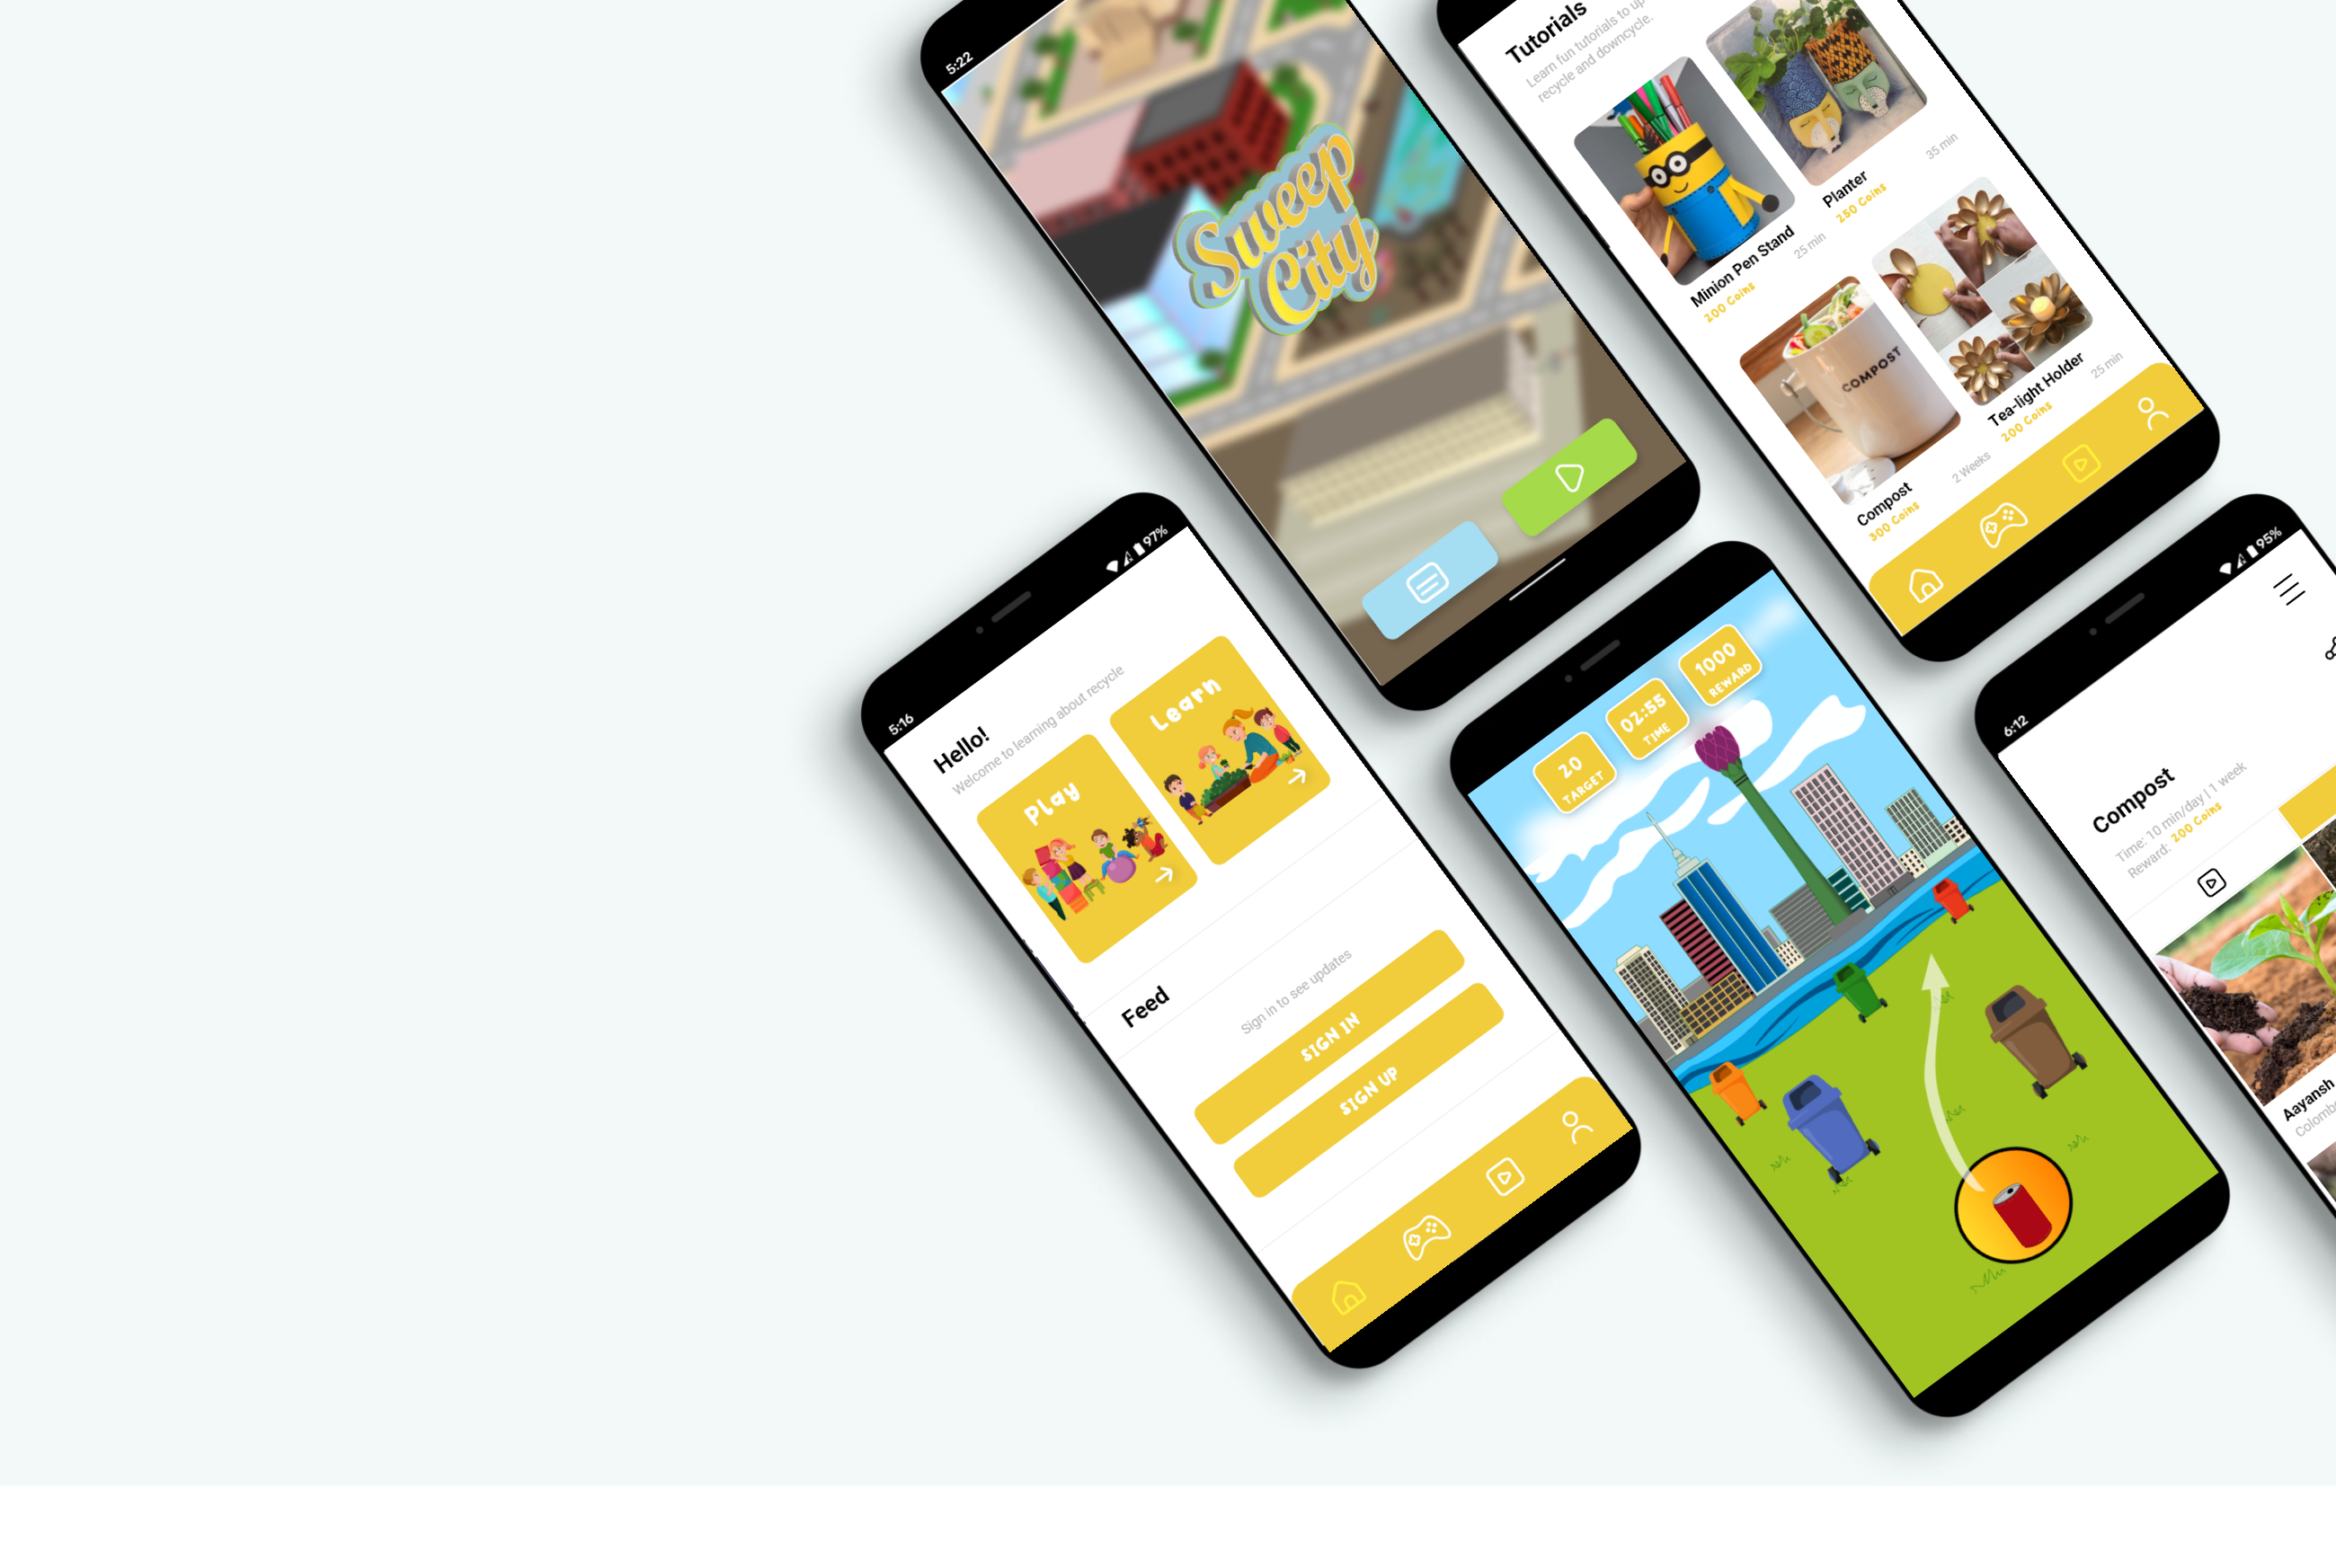 5:22
Sweep
City
Tutorials
Learn fun tutorials to up
recycle and downcycle.
Minion Pen Stand
200 Coins
25 min
Planter
250 Coins
35 min
COMPOST
Compost
300 Coins
2 Weeks
Tea-light Holder
200 Coins
25 min
5:16
97%
Hello!
Welcome to learning about recycle
Play
Learn
Feed
Sign in to see updates
SIGN IN
SIGN UP
20
TARGET
02:55
TIME
1000
REWARD
6:12
95%
Compost
Time: 10 min/day | 1 week
Reward: 200 Coins
Aayansh
Colombo